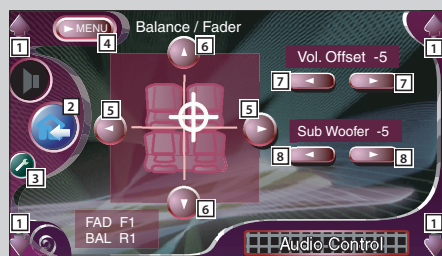 1 ► MENU Balance / Fader 1
4 6
Vol. Offset -5
7 ◄ ► 7
2
5 5
Sub Woofer -5
8 ◄ ► 8
3
6
1 FAD F1 1
BAL R1
Audio Control